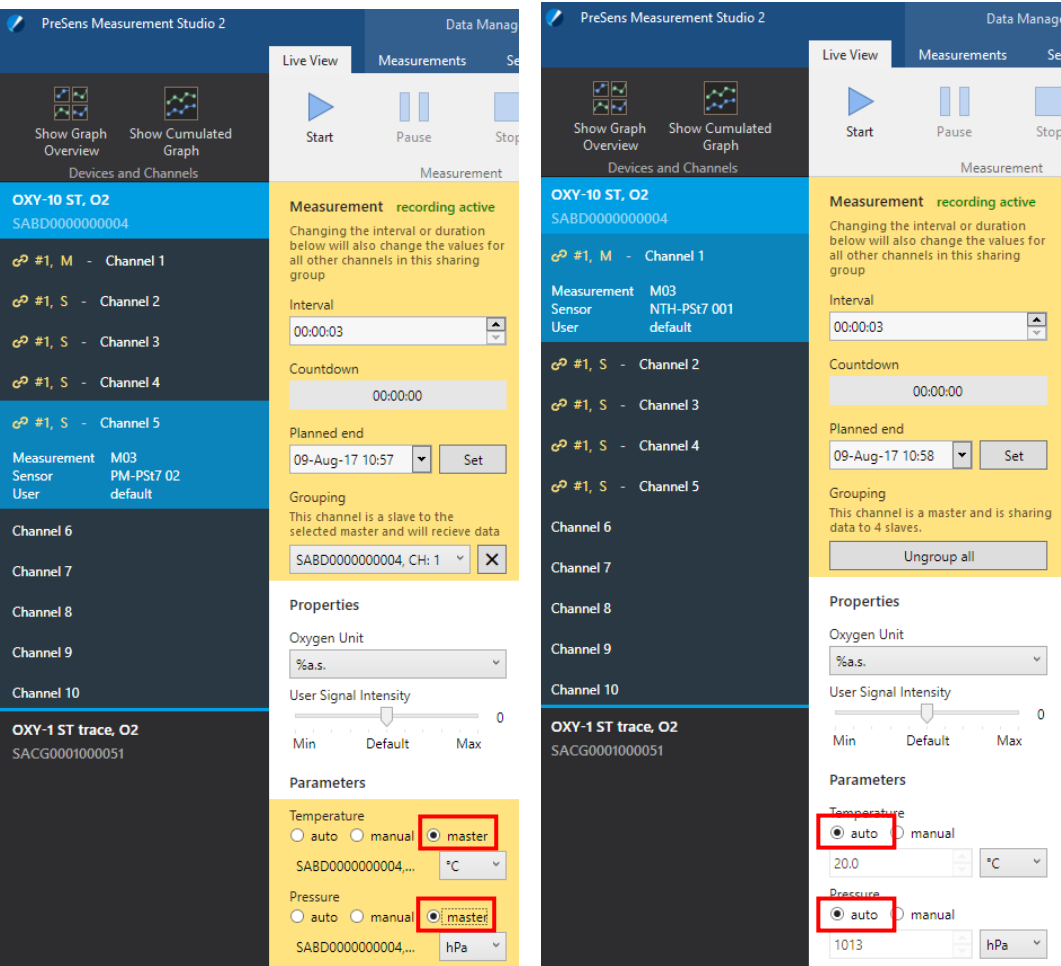 PreSens Measurement Studio 2
Data Manag
Live View Measurements Se
Show Graph Overview
Show Cumulated Graph
Start Pause Stop
Devices and Channels
Measurement
OXY-10 ST, O2
SABD0000000004
#1, M - Channel 1
#1, S - Channel 2
#1, S - Channel 3
#1, S - Channel 4
#1, S - Channel 5
Measurement M03
Sensor PM-PSt7 02
User default
Channel 6
Channel 7
Channel 8
Channel 9
Channel 10
OXY-1 ST trace, O2
SACG0001000051
Measurement recording active
Changing the interval or duration
below will also change the values for
all other channels in this sharing
group
Interval
00:00:03
Countdown
00:00:00
Planned end
09-Aug-17 10:57 Set
Grouping
This channel is a slave to the
selected master and will recieve data
SABD0000000004, CH: 1
Properties
Oxygen Unit
%a.s.
User Signal Intensity
0
Min Default Max
Parameters
Temperature
auto manual master
SABD0000000004,... °C
Pressure
auto manual master
SABD0000000004,... hPa
PreSens Measurement Studio 2
Data Manage
Live View Measurements Se
Show Graph Overview
Show Cumulated Graph
Start Pause Stop
Devices and Channels
Measurement
OXY-10 ST, O2
SABD0000000004
#1, M - Channel 1
Measurement M03
Sensor NTH-PSt7 001
User default
#1, S - Channel 2
#1, S - Channel 3
#1, S - Channel 4
#1, S - Channel 5
Channel 6
Channel 7
Channel 8
Channel 9
Channel 10
OXY-1 ST trace, O2
SACG0001000051
Measurement recording active
Changing the interval or duration
below will also change the values for
all other channels in this sharing
group
Interval
00:00:03
Countdown
00:00:00
Planned end
09-Aug-17 10:58 Set
Grouping
This channel is a master and is sharing
data to 4 slaves.
Ungroup all
Properties
Oxygen Unit
%a.s.
User Signal Intensity
0
Min Default Max
Parameters
Temperature
auto manual
20.0 °C
Pressure
auto manual
1013 hPa